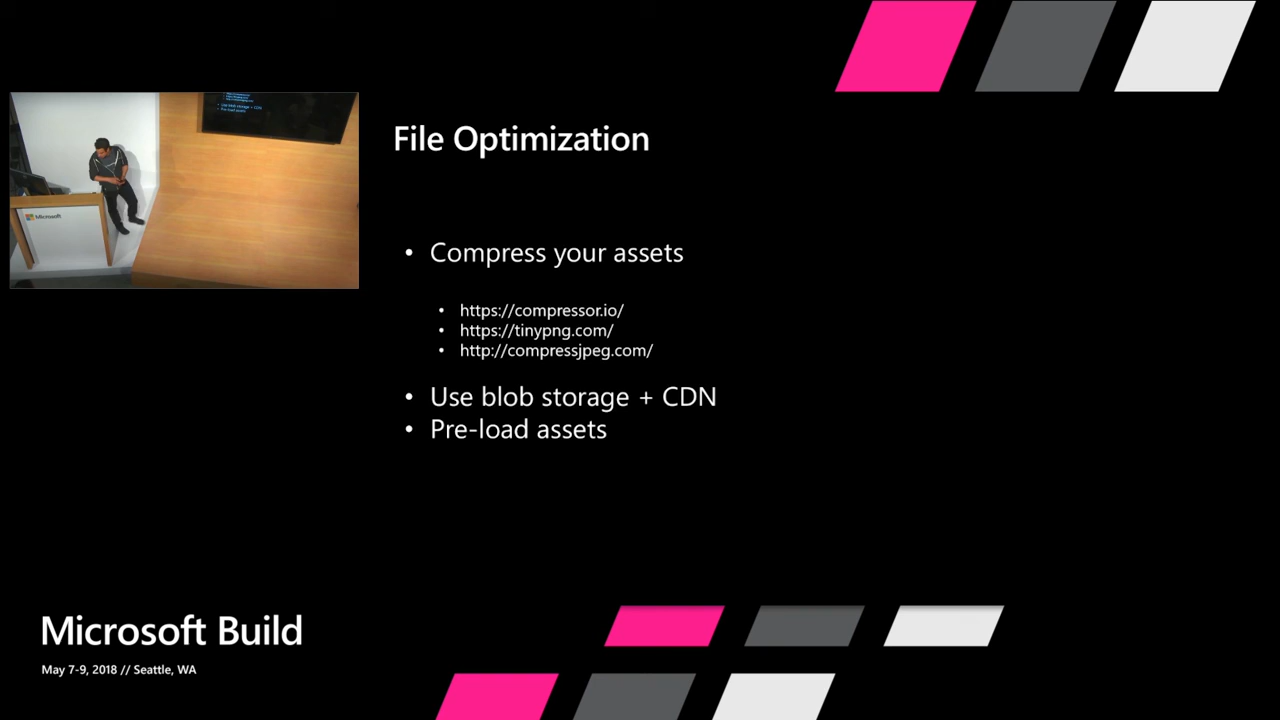 Microsoft
File Optimization
• Compress your assets
• https://compressor.io/
• https://tinypng.com/
• http://compressjpeg.com/
• Use blob storage + CDN
• Pre-load assets
Microsoft Build
May 7-9, 2018 // Seattle, WA